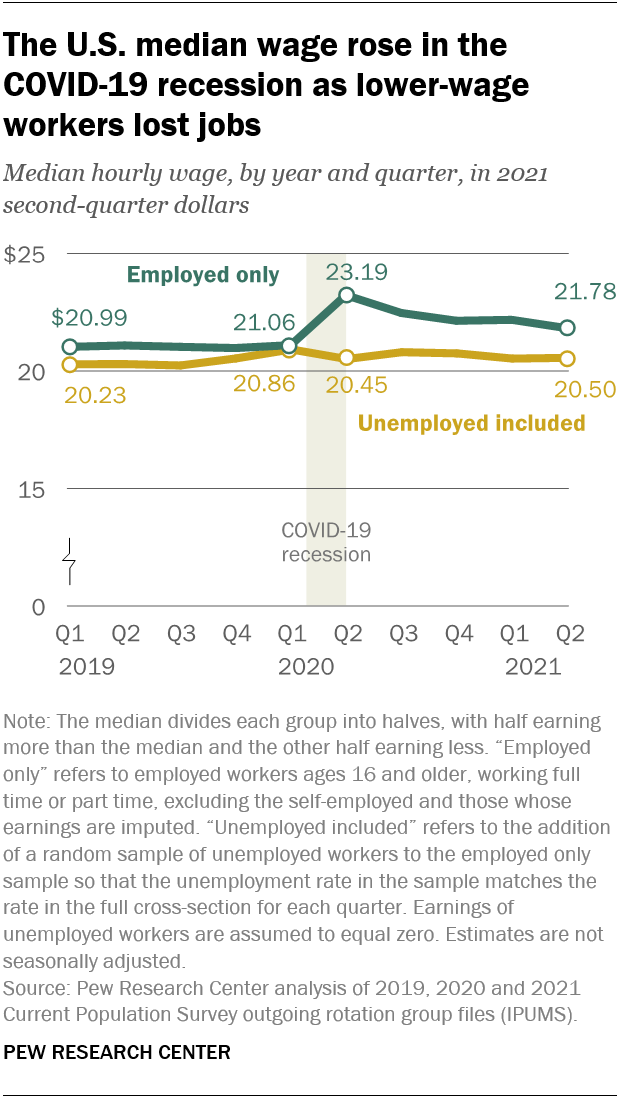 The U.S. median wage rose in the
COVID-19 recession as lower-wage
workers lost jobs
Median hourly wage, by year and quarter, in 2021
second-quarter dollars
$25
Employed only
23.19
21.78
$20.99
21.06
20
20.23
20.86
20.45
20.50
Unemployed included
15
COVID-19
recession
0
Q1 Q2 Q3 Q4 Q1 Q2 Q3 Q4 Q1 Q2
2019 2020 2021
Note: The median divides each group into halves, with half earning
more than the median and the other half earning less. “Employed
only” refers to employed workers ages 16 and older, working full
time or part time, excluding the self-employed and those whose
earnings are imputed. “Unemployed included” refers to the addition
of a random sample of unemployed workers to the employed only
sample so that the unemployment rate in the sample matches the
rate in the full cross-section for each quarter. Earnings of
unemployed workers are assumed to equal zero. Estimates are not
seasonally adjusted.
Source: Pew Research Center analysis of 2019, 2020 and 2021
Current Population Survey outgoing rotation group files (IPUMS).
PEW RESEARCH CENTER